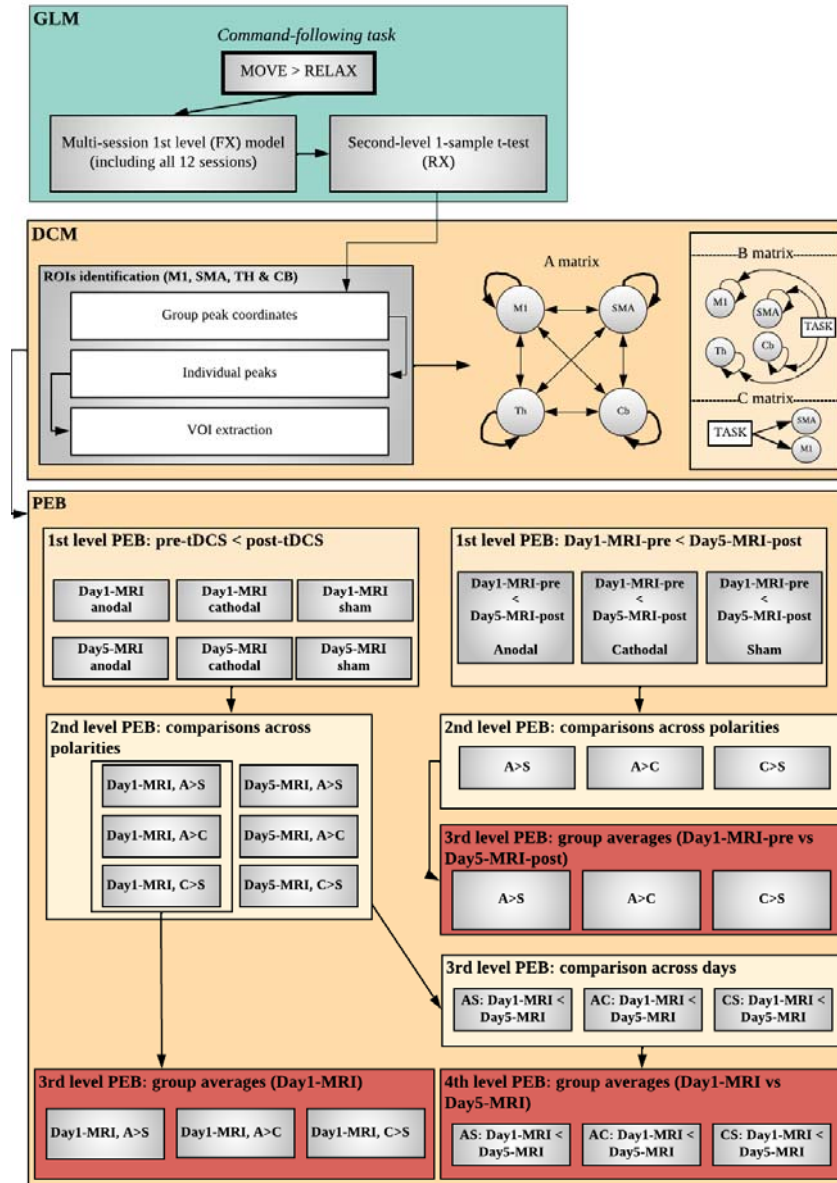 GLM
Command-following task
MOVE > RELAX
Multi-session 1st level (FX) model
(including all 12 sessions)
Second-level 1-sample t-test
(RX)
DCM
ROIs identification (M1, SMA, TH & CB)
Group peak coordinates
Individual peaks
VOI extraction
A matrix
M1
SMA
Th
Cb
B matrix
M1
SMA
TASK
Th
Cb
C matrix
TASK
SMA
M1
PEB
1st level PEB: pre-tDCS < post-tDCS
Day1-MRI
anodal
Day1-MRI
cathodal
Day1-MRI
sham
Day5-MRI
anodal
Day5-MRI
cathodal
Day5-MRI
sham
1st level PEB: Day1-MRI-pre < Day5-MRI-post
Day1-MRI-pre
<
Day5-MRI-post
Anodal
Day1-MRI-pre
<
Day5-MRI-post
Cathodal
Day1-MRI-pre
<
Day5-MRI-post
Sham
2nd level PEB: comparisons across
polarities
Day1-MRI, A>S
Day5-MRI, A>S
Day1-MRI, A>C
Day5-MRI, A>C
Day1-MRI, C>S
Day5-MRI, C>S
2nd level PEB: comparisons across polarities
A>S
A>C
C>S
3rd level PEB: group averages (Day1-MRI-pre vs
Day5-MRI-post)
A>S
A>C
C>S
3rd level PEB: comparison across days
AS: Day1-MRI <
Day5-MRI
AC: Day1-MRI <
Day5-MRI
CS: Day1-MRI <
Day5-MRI
3rd level PEB: group averages (Day1-MRI)
Day1-MRI, A>S
Day1-MRI, A>C
Day1-MRI, C>S
4th level PEB: group averages (Day1-MRI vs
Day5-MRI)
AS: Day1-MRI <
Day5-MRI
AC: Day1-MRI <
Day5-MRI
CS: Day1-MRI <
Day5-MRI